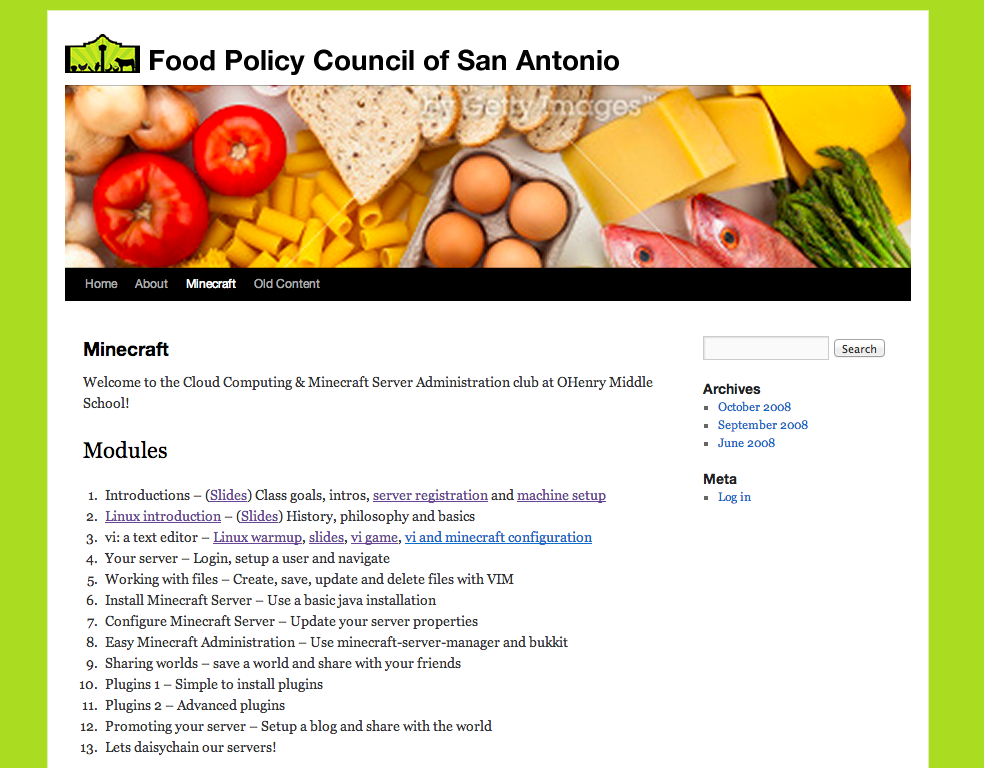 Food Policy Council of San Antonio
by Getty Images™
Home About Minecraft Old Content
Minecraft
Welcome to the Cloud Computing & Minecraft Server Administration club at OHenry Middle
School!
Modules
1. Introductions – (Slides) Class goals, intros, server registration and machine setup
2. Linux introduction – (Slides) History, philosophy and basics
3. vi: a text editor – Linux warmup, slides, vi game, vi and minecraft configuration
4. Your server – Login, setup a user and navigate
5. Working with files – Create, save, update and delete files with VIM
6. Install Minecraft Server – Use a basic java installation
7. Configure Minecraft Server – Update your server properties
8. Easy Minecraft Administration – Use minecraft-server-manager and bukkit
9. Sharing worlds – save a world and share with your friends
10. Plugins 1 – Simple to install plugins
11. Plugins 2 – Advanced plugins
12. Promoting your server – Setup a blog and share with the world
13. Lets daisychain our servers!
Search
Archives
October 2008
September 2008
June 2008
Meta
Log in